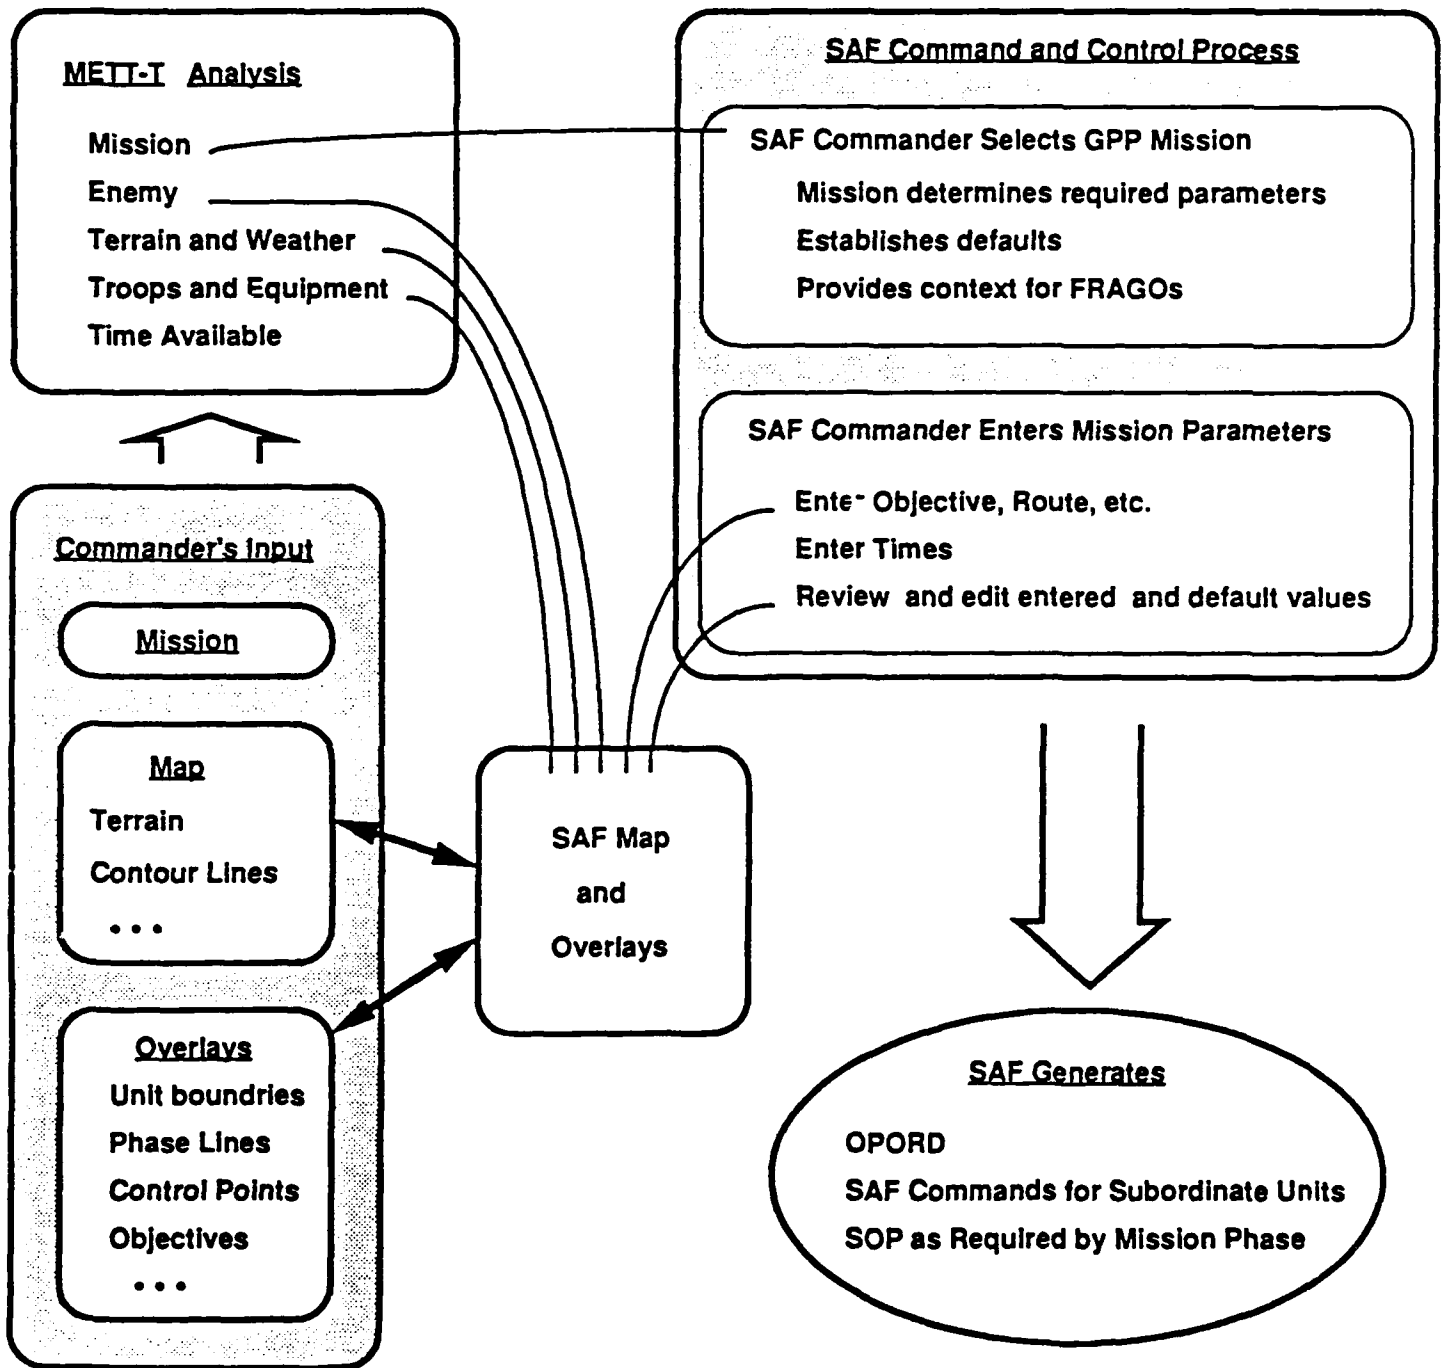 METT-T Analysis
Mission
Enemy
Terrain and Weather
Troops and Equipment
Time Available
SAF Command and Control Process
SAF Commander Selects GPP Mission
Mission determines required parameters
Establishes defaults
Provides context for FRAGOs
SAF Commander Enters Mission Parameters
Enter Objective, Route, etc.
Enter Times
Review and edit entered and default values
Commander's Input
Mission
Map
Terrain
Contour Lines
• • •
Overlays
Unit boundries
Phase Lines
Control Points
Objectives
• • •
SAF Map
and
Overlays
SAF Generates
OPORD
SAF Commands for Subordinate Units
SOP as Required by Mission Phase